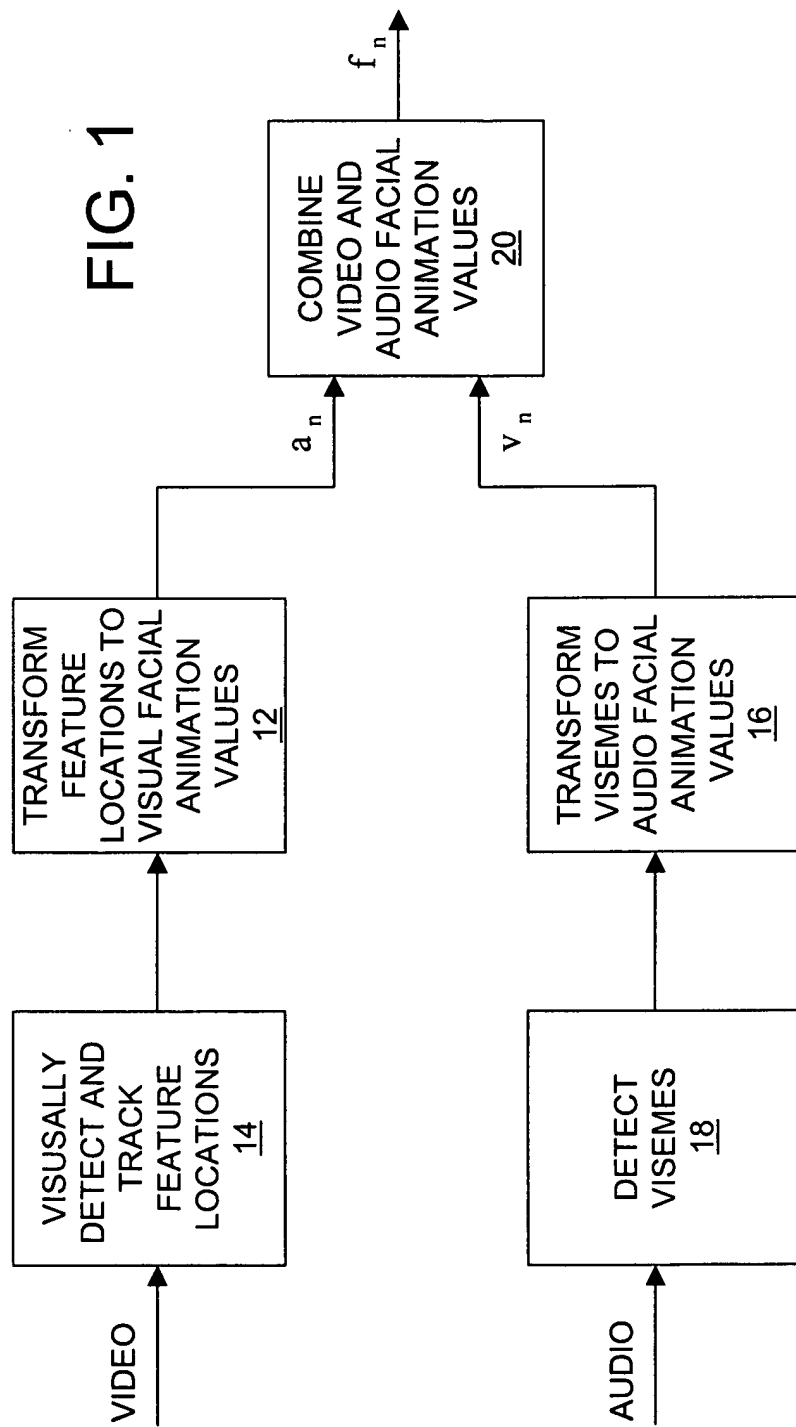 FIG. 1
VIDEO
VISUSALLY
DETECT AND
TRACK
FEATURE
LOCATIONS
14
TRANSFORM
FEATURE
LOCATIONS TO
VISUAL FACIAL
ANIMATION
VALUES
12
a n
AUDIO
DETECT
VISEMES
18
TRANSFORM
VISEMES TO
AUDIO FACIAL
ANIMATION
VALUES
16
v n
COMBINE
VIDEO AND
AUDIO FACIAL
ANIMATION
VALUES
20
f n